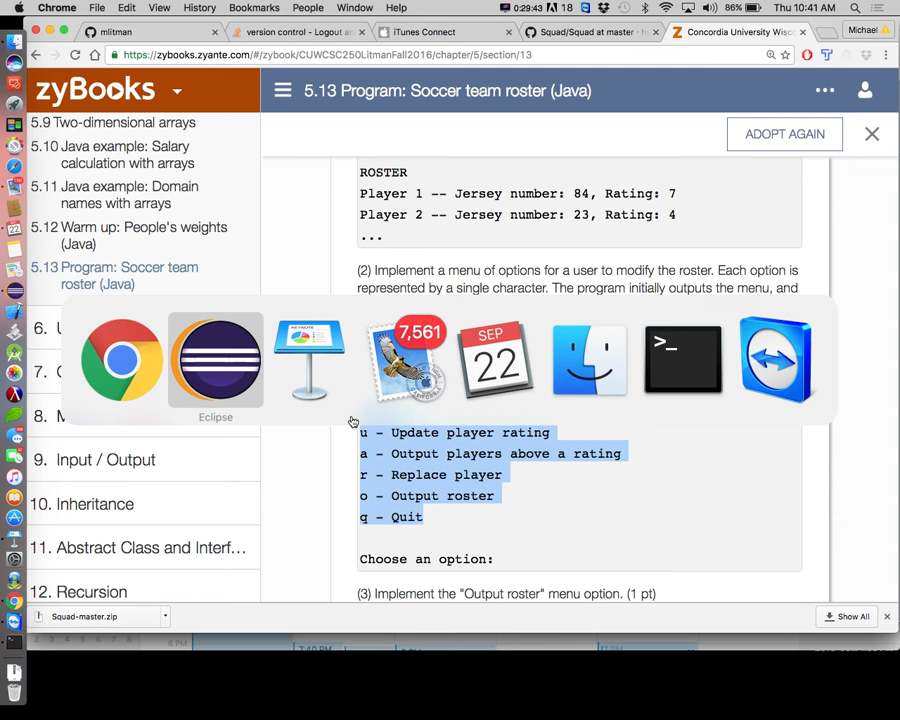 Chrome File Edit View History Bookmarks People Window Help 0:29:43 18 86% Thu 10:41 AM
mlitman version control - Logout a iTunes Connect Squad/Squad at master · Concordia University Wisc Michael
https://zybooks.zyante.com/#/zybook/CUWCSC250LitmanFall2016/chapter/5/section/13
zyBooks
5.13 Program: Soccer team roster (Java)
ADOPT AGAIN
5.9 Two-dimensional arrays
5.10 Java example: Salary
calculation with arrays
5.11 Java example: Domain
names with arrays
5.12 Warm up: People's weights
(Java)
5.13 Program: Soccer team
roster (Java)
6. U
7.
8. M
9. Input / Output
10. Inheritance
11. Abstract Class and Interf...
12. Recursion
ROSTER
Player 1 -- Jersey number: 84, Rating: 7
Player 2 -- Jersey number: 23, Rating: 4
...
(2) Implement a menu of options for a user to modify the roster. Each option is
represented by a single character. The program initially outputs the menu, and
KEYNOTE
7,561
SEP
22
>_
Eclipse
u - Update player rating
a - Output players above a rating
r - Replace player
o - Output roster
q - Quit
Choose an option:
(3) Implement the "Output roster" menu option. (1 pt)
Squad-master.zip
Show All